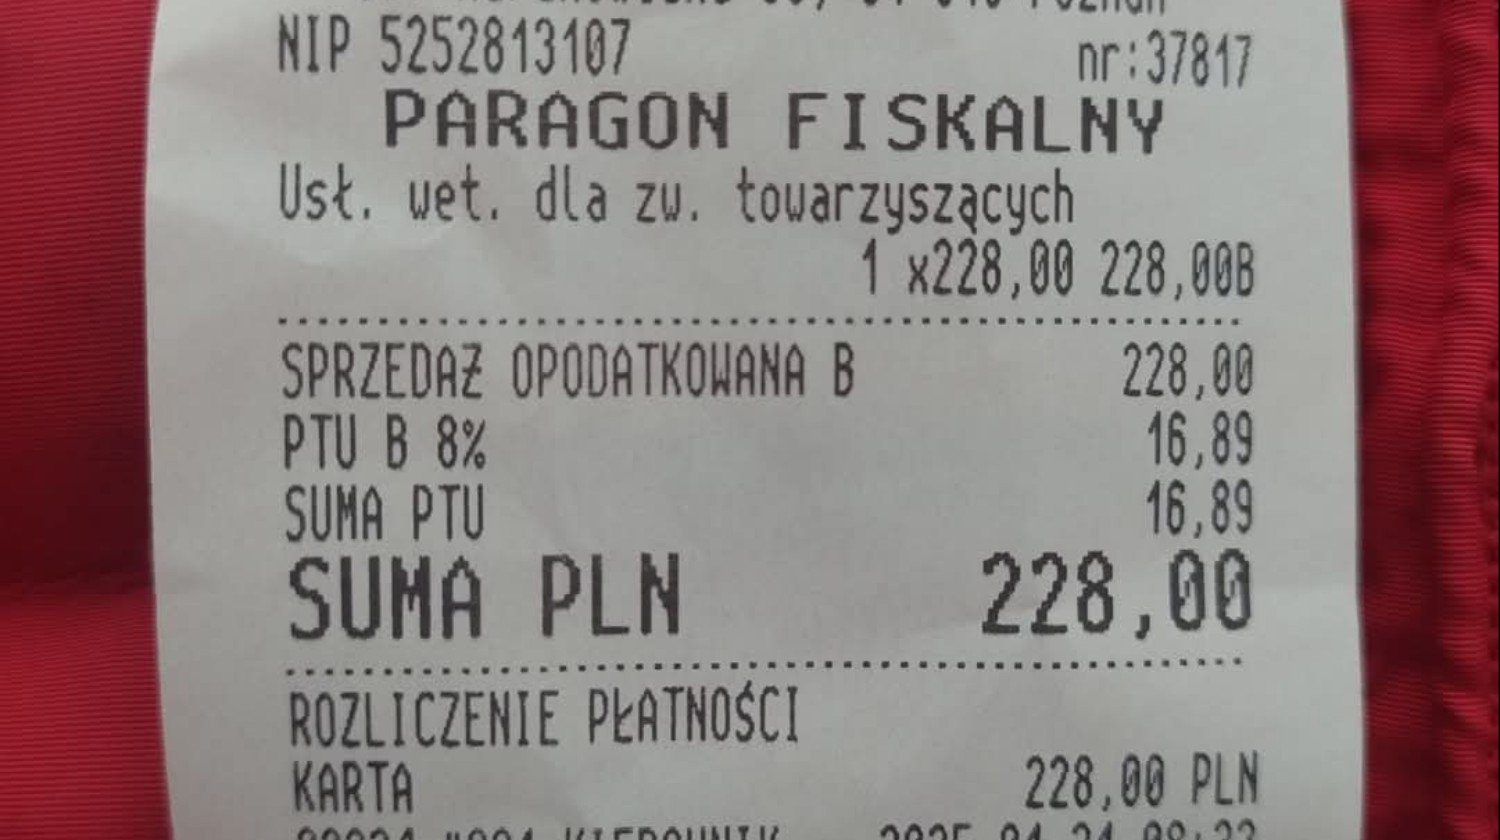 NIP 5252813107 nr:37817
PARAGON FISKALNY
Usł. wet. dla zw. towarzyszących
1 x228,00 228,00B
SPRZEDAŻ OPODATKOWANA B 228,00
PTU B 8% 16,89
SUMA PTU 16,89
SUMA PLN 228,00
ROZLICZENIE PŁATNOŚCI
KARTA 228,00 PLN
KIEROWNIK